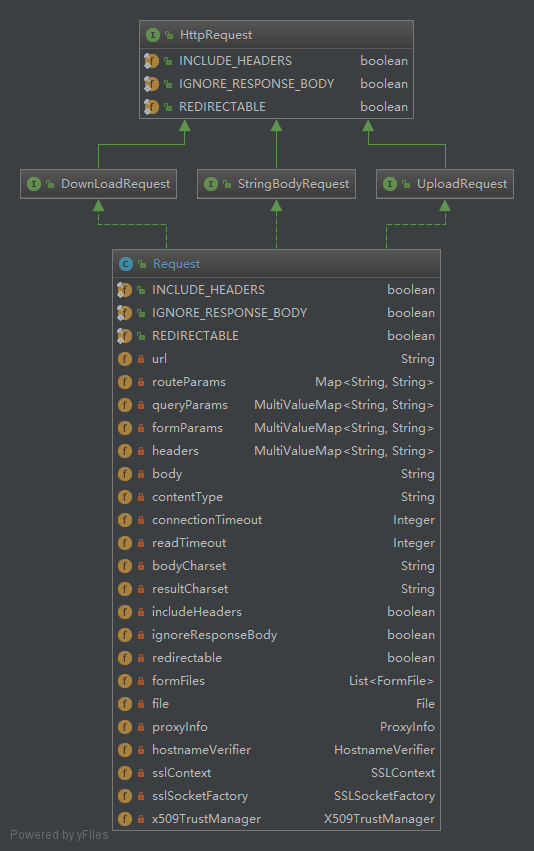 HttpRequest
INCLUDE_HEADERS boolean
IGNORE_RESPONSE_BODY boolean
REDIRECTABLE boolean
DownLoadRequest
StringBodyRequest
UploadRequest
Request
INCLUDE_HEADERS boolean
IGNORE_RESPONSE_BODY boolean
REDIRECTABLE boolean
url String
routeParams Map<String, String>
queryParams MultiValueMap<String, String>
formParams MultiValueMap<String, String>
headers MultiValueMap<String, String>
body String
contentType String
connectionTimeout Integer
readTimeout Integer
bodyCharset String
resultCharset String
includeHeaders boolean
ignoreResponseBody boolean
redirectable boolean
formFiles List<FormFile>
file File
proxyInfo ProxyInfo
hostnameVerifier HostnameVerifier
sslContext SSLContext
sslSocketFactory SSLSocketFactory
x509TrustManager X509TrustManager
Powered by yFiles